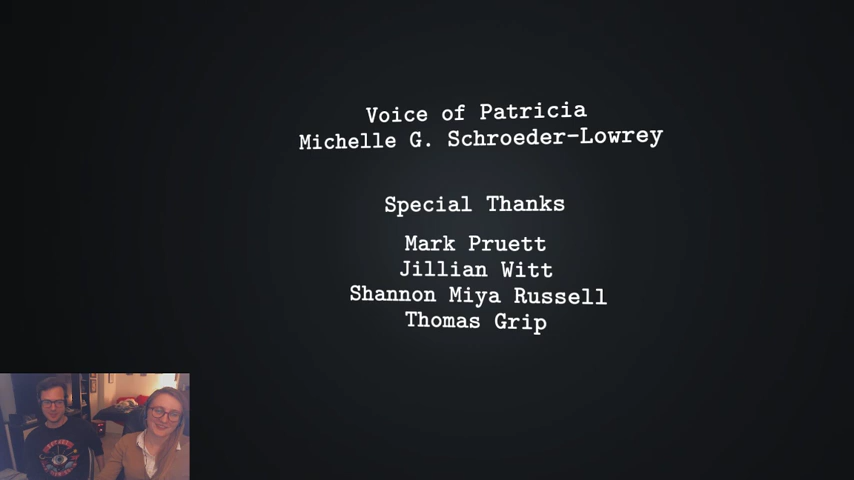 Voice of Patricia
Michelle G. Schroeder-Lowrey
Special Thanks
Mark Pruett
Jillian Witt
Shannon Miya Russell
Thomas Grip